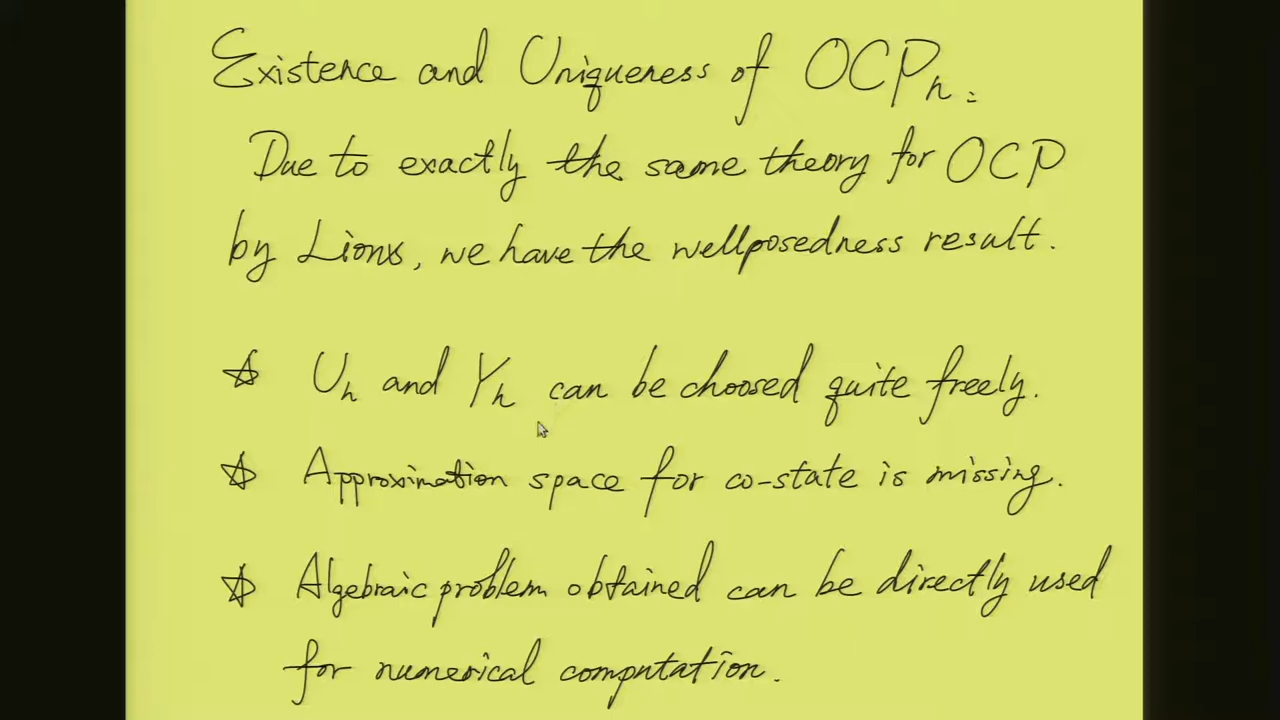 Existence and Uniqueness of OCPh:
Due to exactly the same theory for OCP
by Lions, we have the wellposedness result.
☆ Uh and Yh can be choosed quite freely.
☆ Approximation space for co-state is missing.
☆ Algebraic problem obtained can be directly used
for numerical computation.